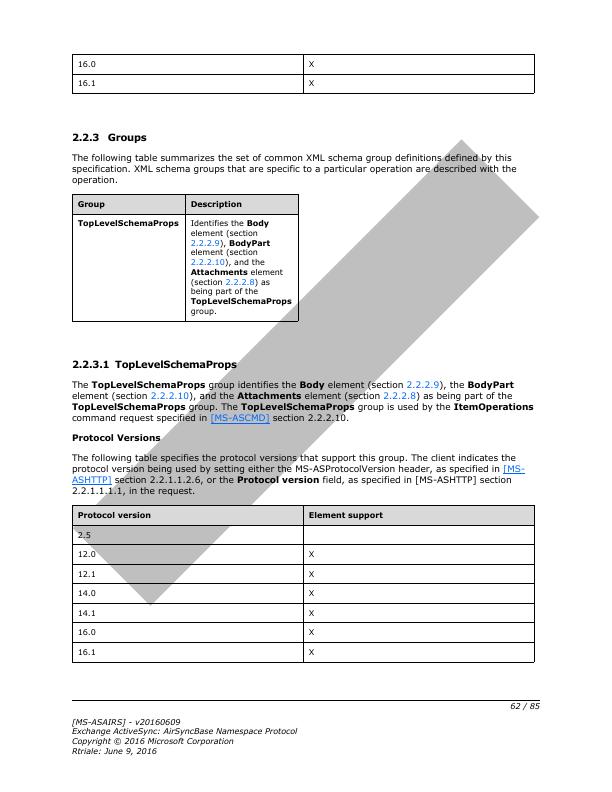 16.0 X
16.1 X
2.2.3 Groups
The following table summarizes the set of common XML schema group definitions defined by this
specification. XML schema groups that are specific to a particular operation are described with the
operation.
Group Description
TopLevelSchemaProps Identifies the Body
element (section
2.2.2.9), BodyPart
element (section
2.2.2.10), and the
Attachments element
(section 2.2.2.8) as
being part of the
TopLevelSchemaProps
group.
2.2.3.1 TopLevelSchemaProps
The TopLevelSchemaProps group identifies the Body element (section 2.2.2.9), the BodyPart
element (section 2.2.2.10), and the Attachments element (section 2.2.2.8) as being part of the
TopLevelSchemaProps group. The TopLevelSchemaProps group is used by the ItemOperations
command request specified in [MS-ASCMD] section 2.2.2.10.
Protocol Versions
The following table specifies the protocol versions that support this group. The client indicates the
protocol version being used by setting either the MS-ASProtocolVersion header, as specified in [MS-
ASHTTP] section 2.2.1.1.2.6, or the Protocol version field, as specified in [MS-ASHTTP] section
2.2.1.1.1.1, in the request.
Protocol version Element support
2.5
12.0 X
12.1 X
14.0 X
14.1 X
16.0 X
16.1 X
62 / 85
[MS-ASAIRS] - v20160609
Exchange ActiveSync: AirSyncBase Namespace Protocol
Copyright © 2016 Microsoft Corporation
Rtriale: June 9, 2016